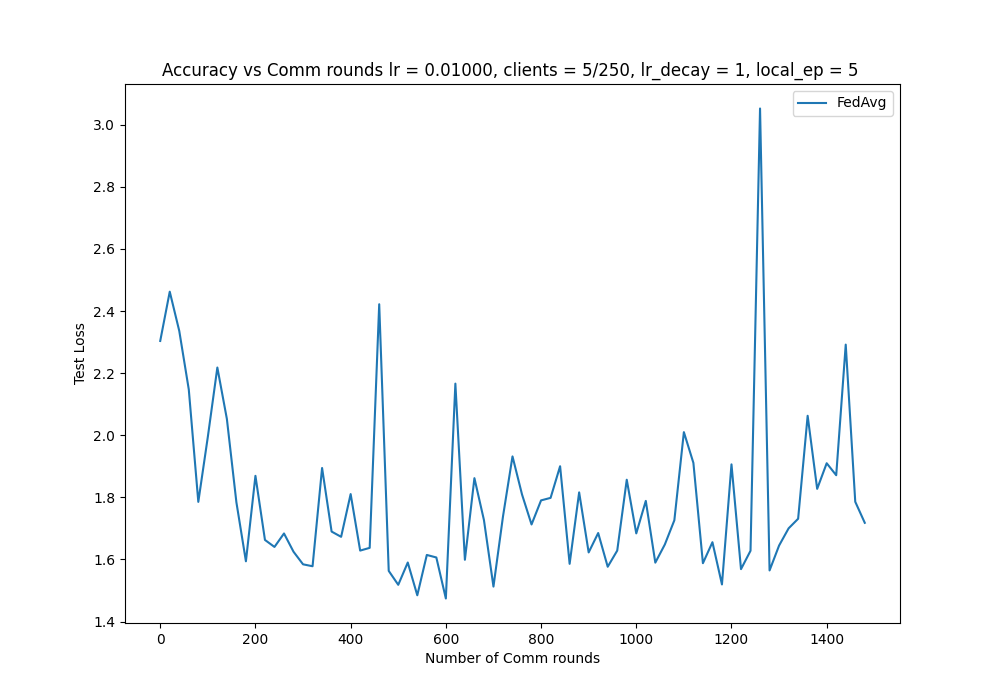 Accuracy vs Comm rounds lr = 0.01000, clients = 5/250, lr_decay = 1, local_ep = 5
FedAvg
3.0
2.8
2.6
2.4
2.2
2.0
1.8
1.6
1.4
Test Loss
0 200 400 600 800 1000 1200 1400
Number of Comm rounds